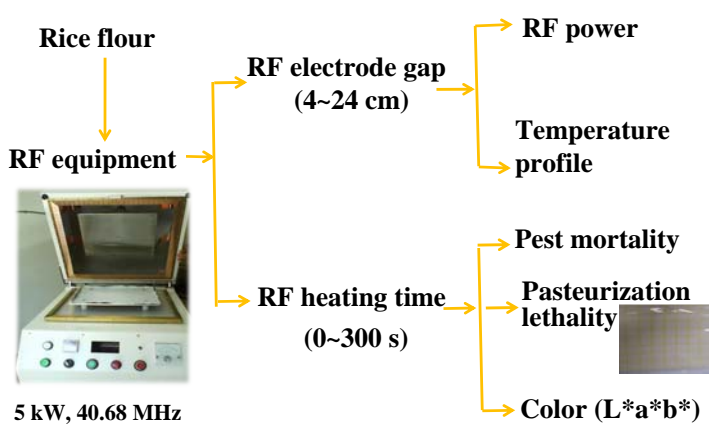 Rice flour
RF equipment
5 kW, 40.68 MHz
RF electrode gap
(4~24 cm)
RF power
Temperature
profile
RF heating time
(0~300 s)
Pest mortality
Pasteurization
lethality
Color (L*a*b*)